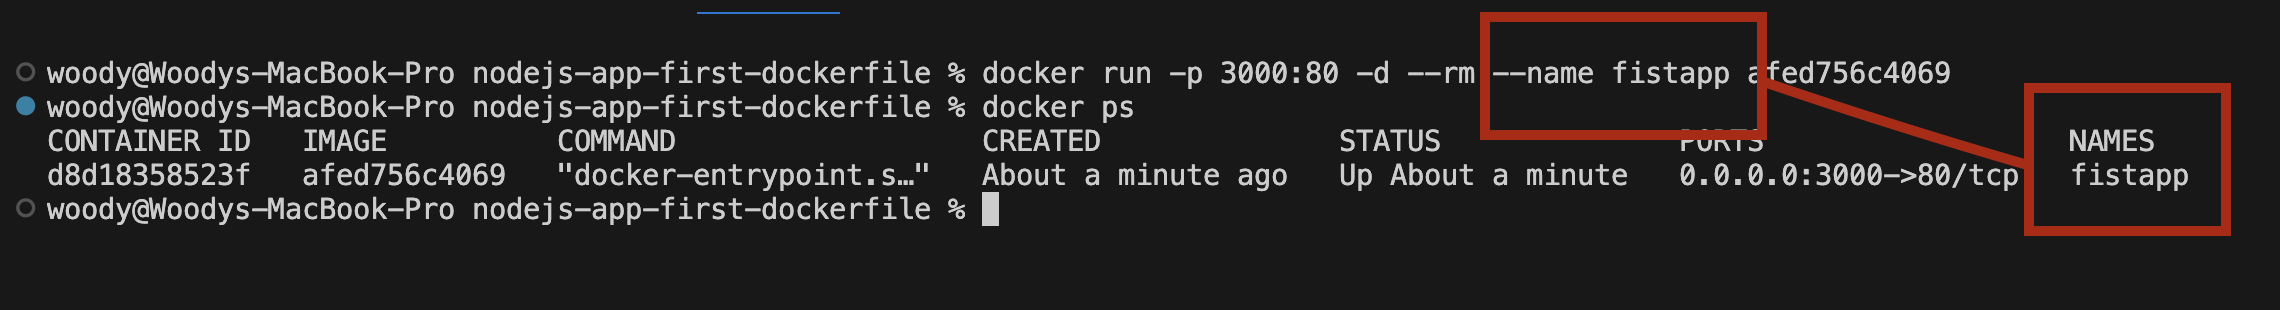 woody@Woodys-MacBook-Pro nodejs-app-first-dockerfile % docker run -p 3000:80 -d --rm --name fistapp afed756c4069
woody@Woodys-MacBook-Pro nodejs-app-first-dockerfile % docker ps
CONTAINER ID IMAGE COMMAND CREATED STATUS PORTS NAMES
d8d18358523f afed756c4069 "docker-entrypoint.s…" About a minute ago Up About a minute 0.0.0.0:3000->80/tcp fistapp
woody@Woodys-MacBook-Pro nodejs-app-first-dockerfile %